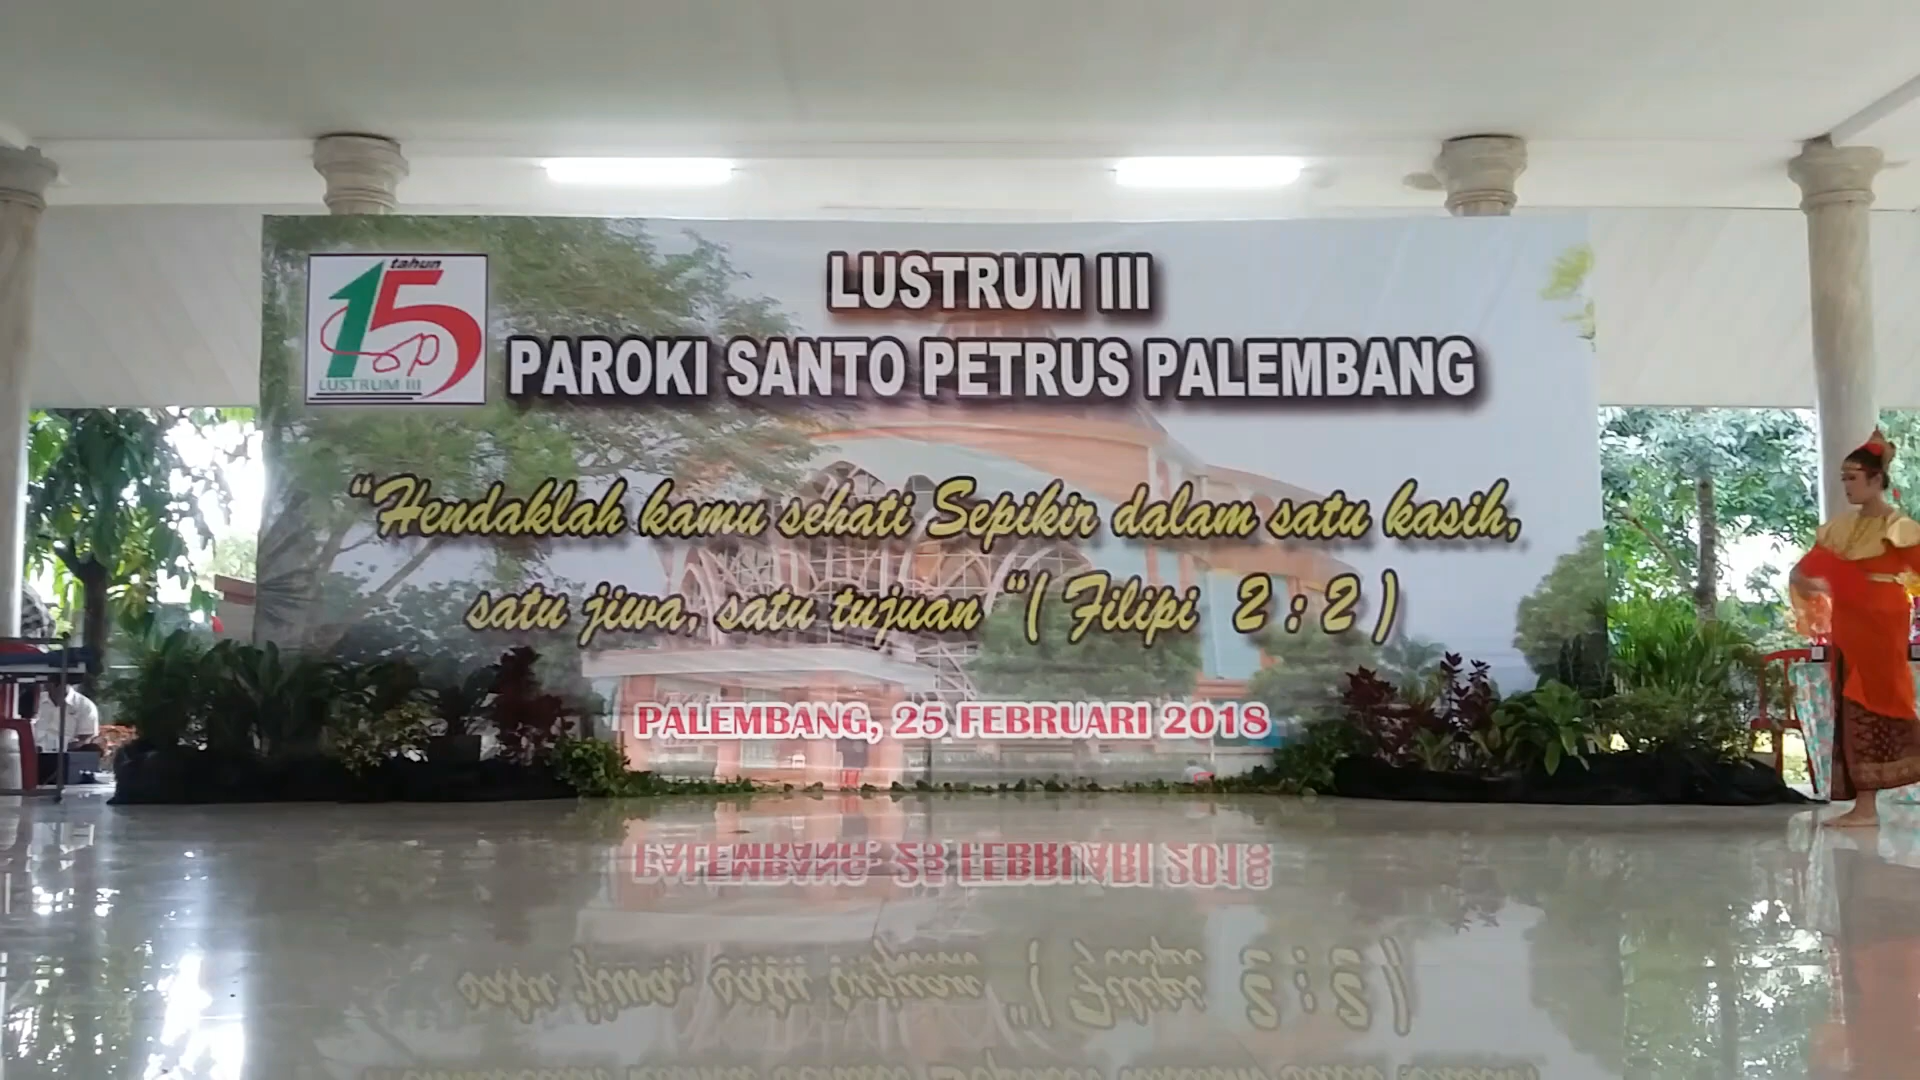 tahun
15
sp
LUSTRUM III
LUSTRUM III
PAROKI SANTO PETRUS PALEMBANG
“Hendaklah kamu sehati Sepikir dalam satu kasih,
satu jiwa, satu tujuan “( Filipi 2 : 2 )
PALEMBANG, 25 FEBRUARI 2018